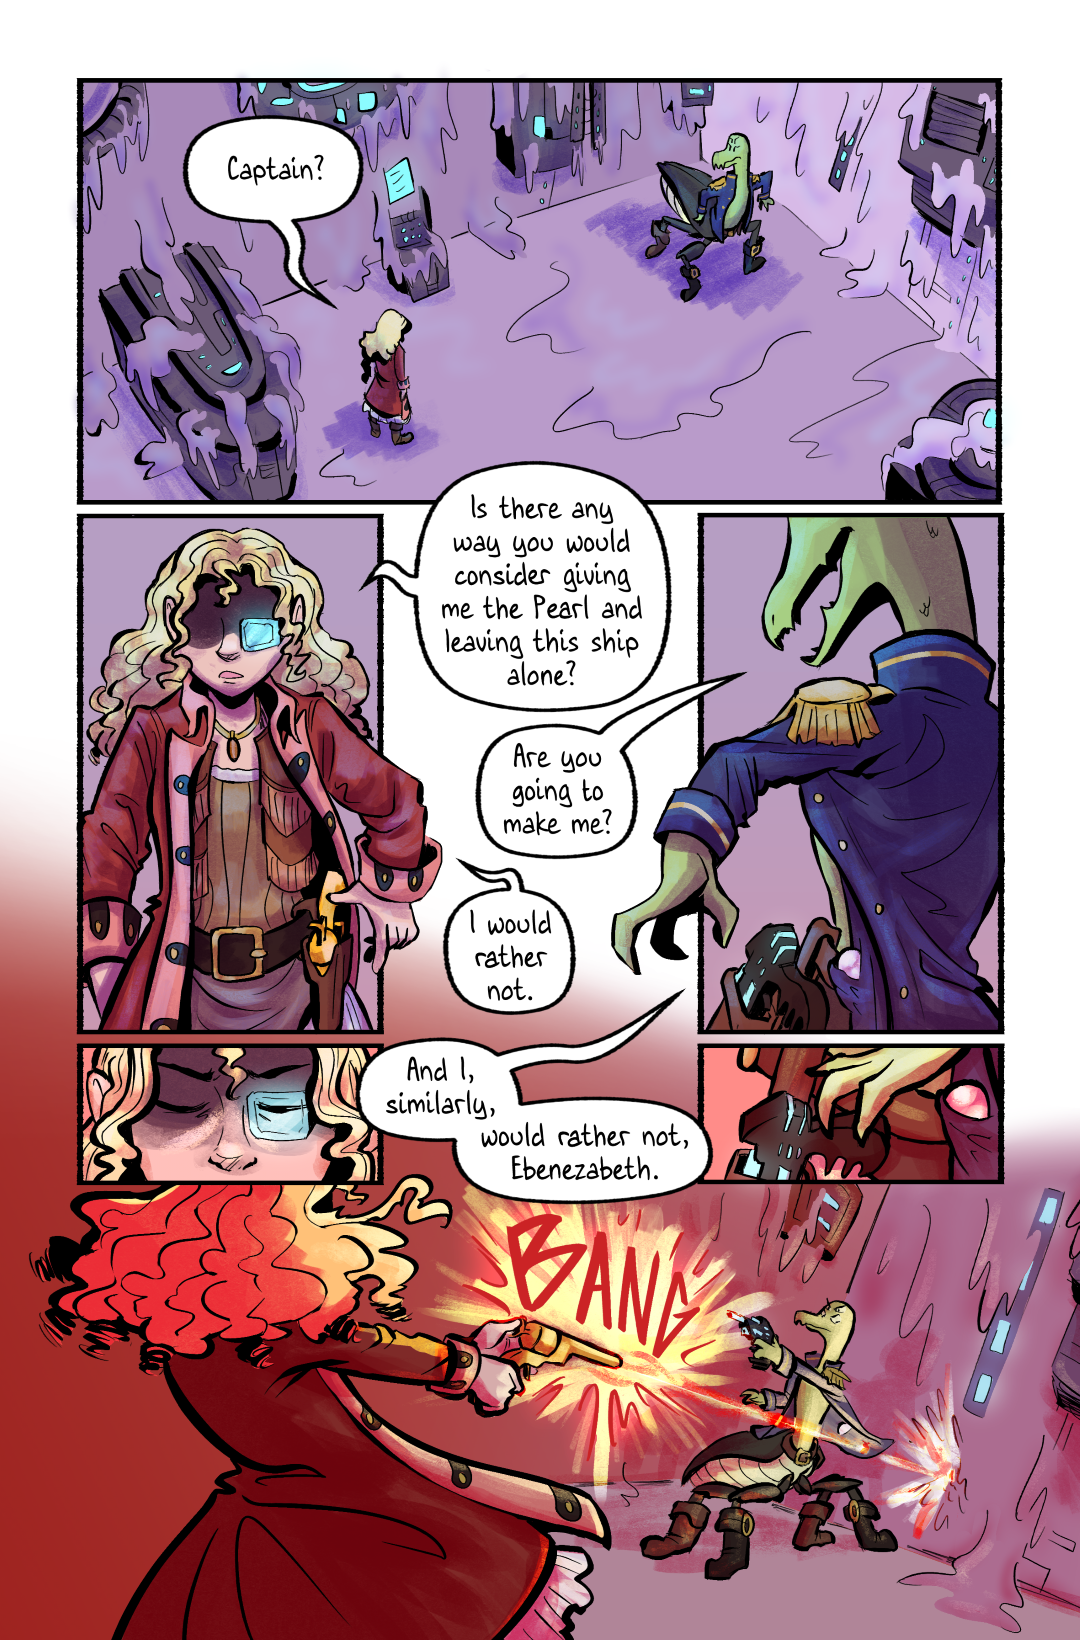 Captain?
Is there any
way you would
consider giving
me the Pearl and
leaving this ship
alone?
Are you
going to
make me?
I would
rather
not.
And I,
similarly,
would rather not,
Ebenezabeth.
BANG